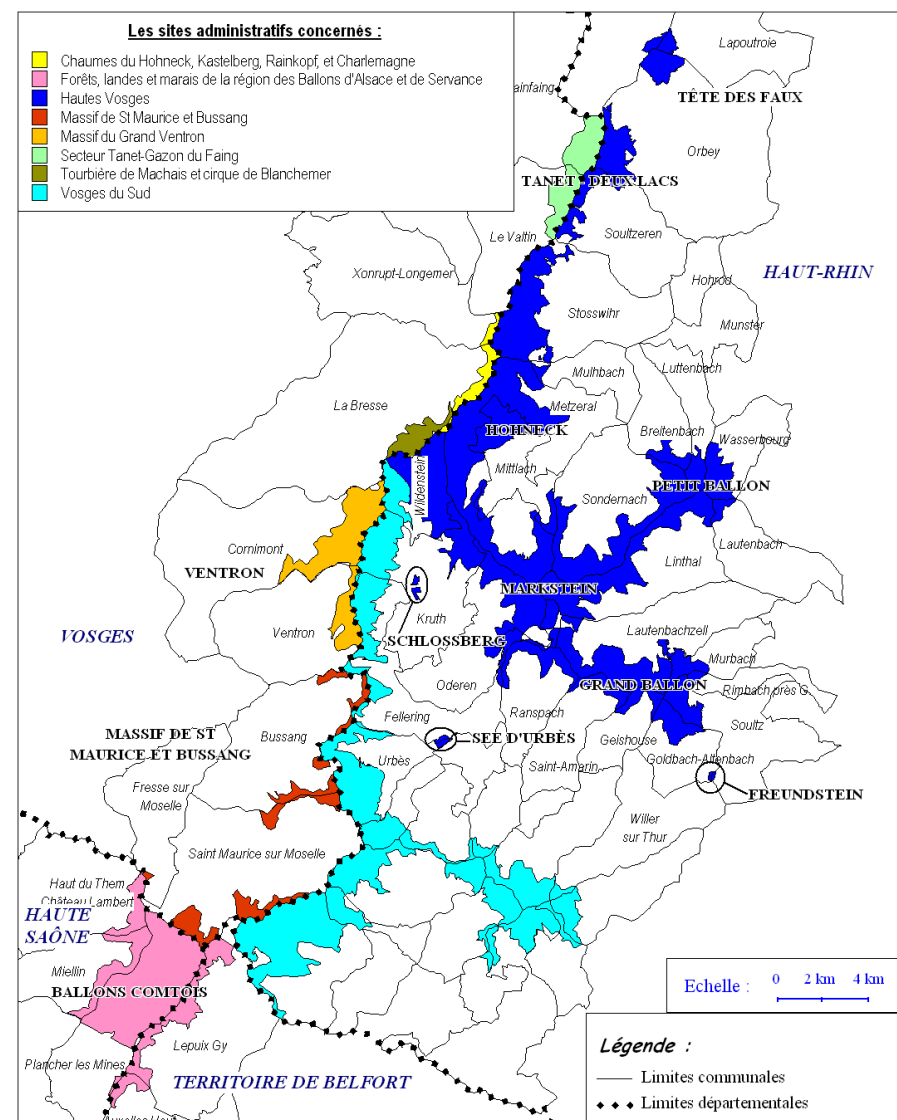 Les sites administratifs concernés :
Chaumes du Hohneck, Kastelberg, Rainkopf, et Charlemagne
Forêts, landes et marais de la région des Ballons d'Alsace et de Servance
Hautes Vosges
Massif de St Maurice et Bussang
Massif du Grand Ventron
Secteur Tanet-Gazon du Faing
Tourbière de Machais et cirque de Blanchemer
Vosges du Sud
Lapoutroie
ainfaing
TÊTE DES FAUX
Orbey
TANET - DEUX LACS
Le Valtin
Soultzeren
Xonrupt-Longemer
HAUT-RHIN
Hohrod
Stosswihr
Munster
Mulhbach
Luttenbach
La Bresse
Metzeral
HOHNECK
Breitenbach
Wasserbourg
Mittlach
Wildenstein
PETIT BALLON
Sondernach
Cornimont
Lautenbach
Linthal
VENTRON
MARKSTEIN
Kruth
VOSGES
Ventron
SCHLOSSBERG
Lautenbachzell
Murbach
Oderen
GRAND BALLON
Rimbach près G
Ranspach
Fellering
Soultz
MASSIF DE ST
MAURICE ET BUSSANG
Bussang
SEE D'URBÈS
Geishouse
Urbès
Saint-Amarin
Goldbach-Altenbach
Fresse sur
Moselle
FREUNDSTEIN
Willer
sur Thur
Saint Maurice sur Moselle
Haut du Them
Château Lambert
HAUTE
SAÔNE
Miellin
BALLONS COMTOIS
Echelle :
0 2 km 4 km
Lepuix Gy
Plancher les Mines
TERRITOIRE DE BELFORT
Auxelles Haut
Légende :
Limites communales
Limites départementales